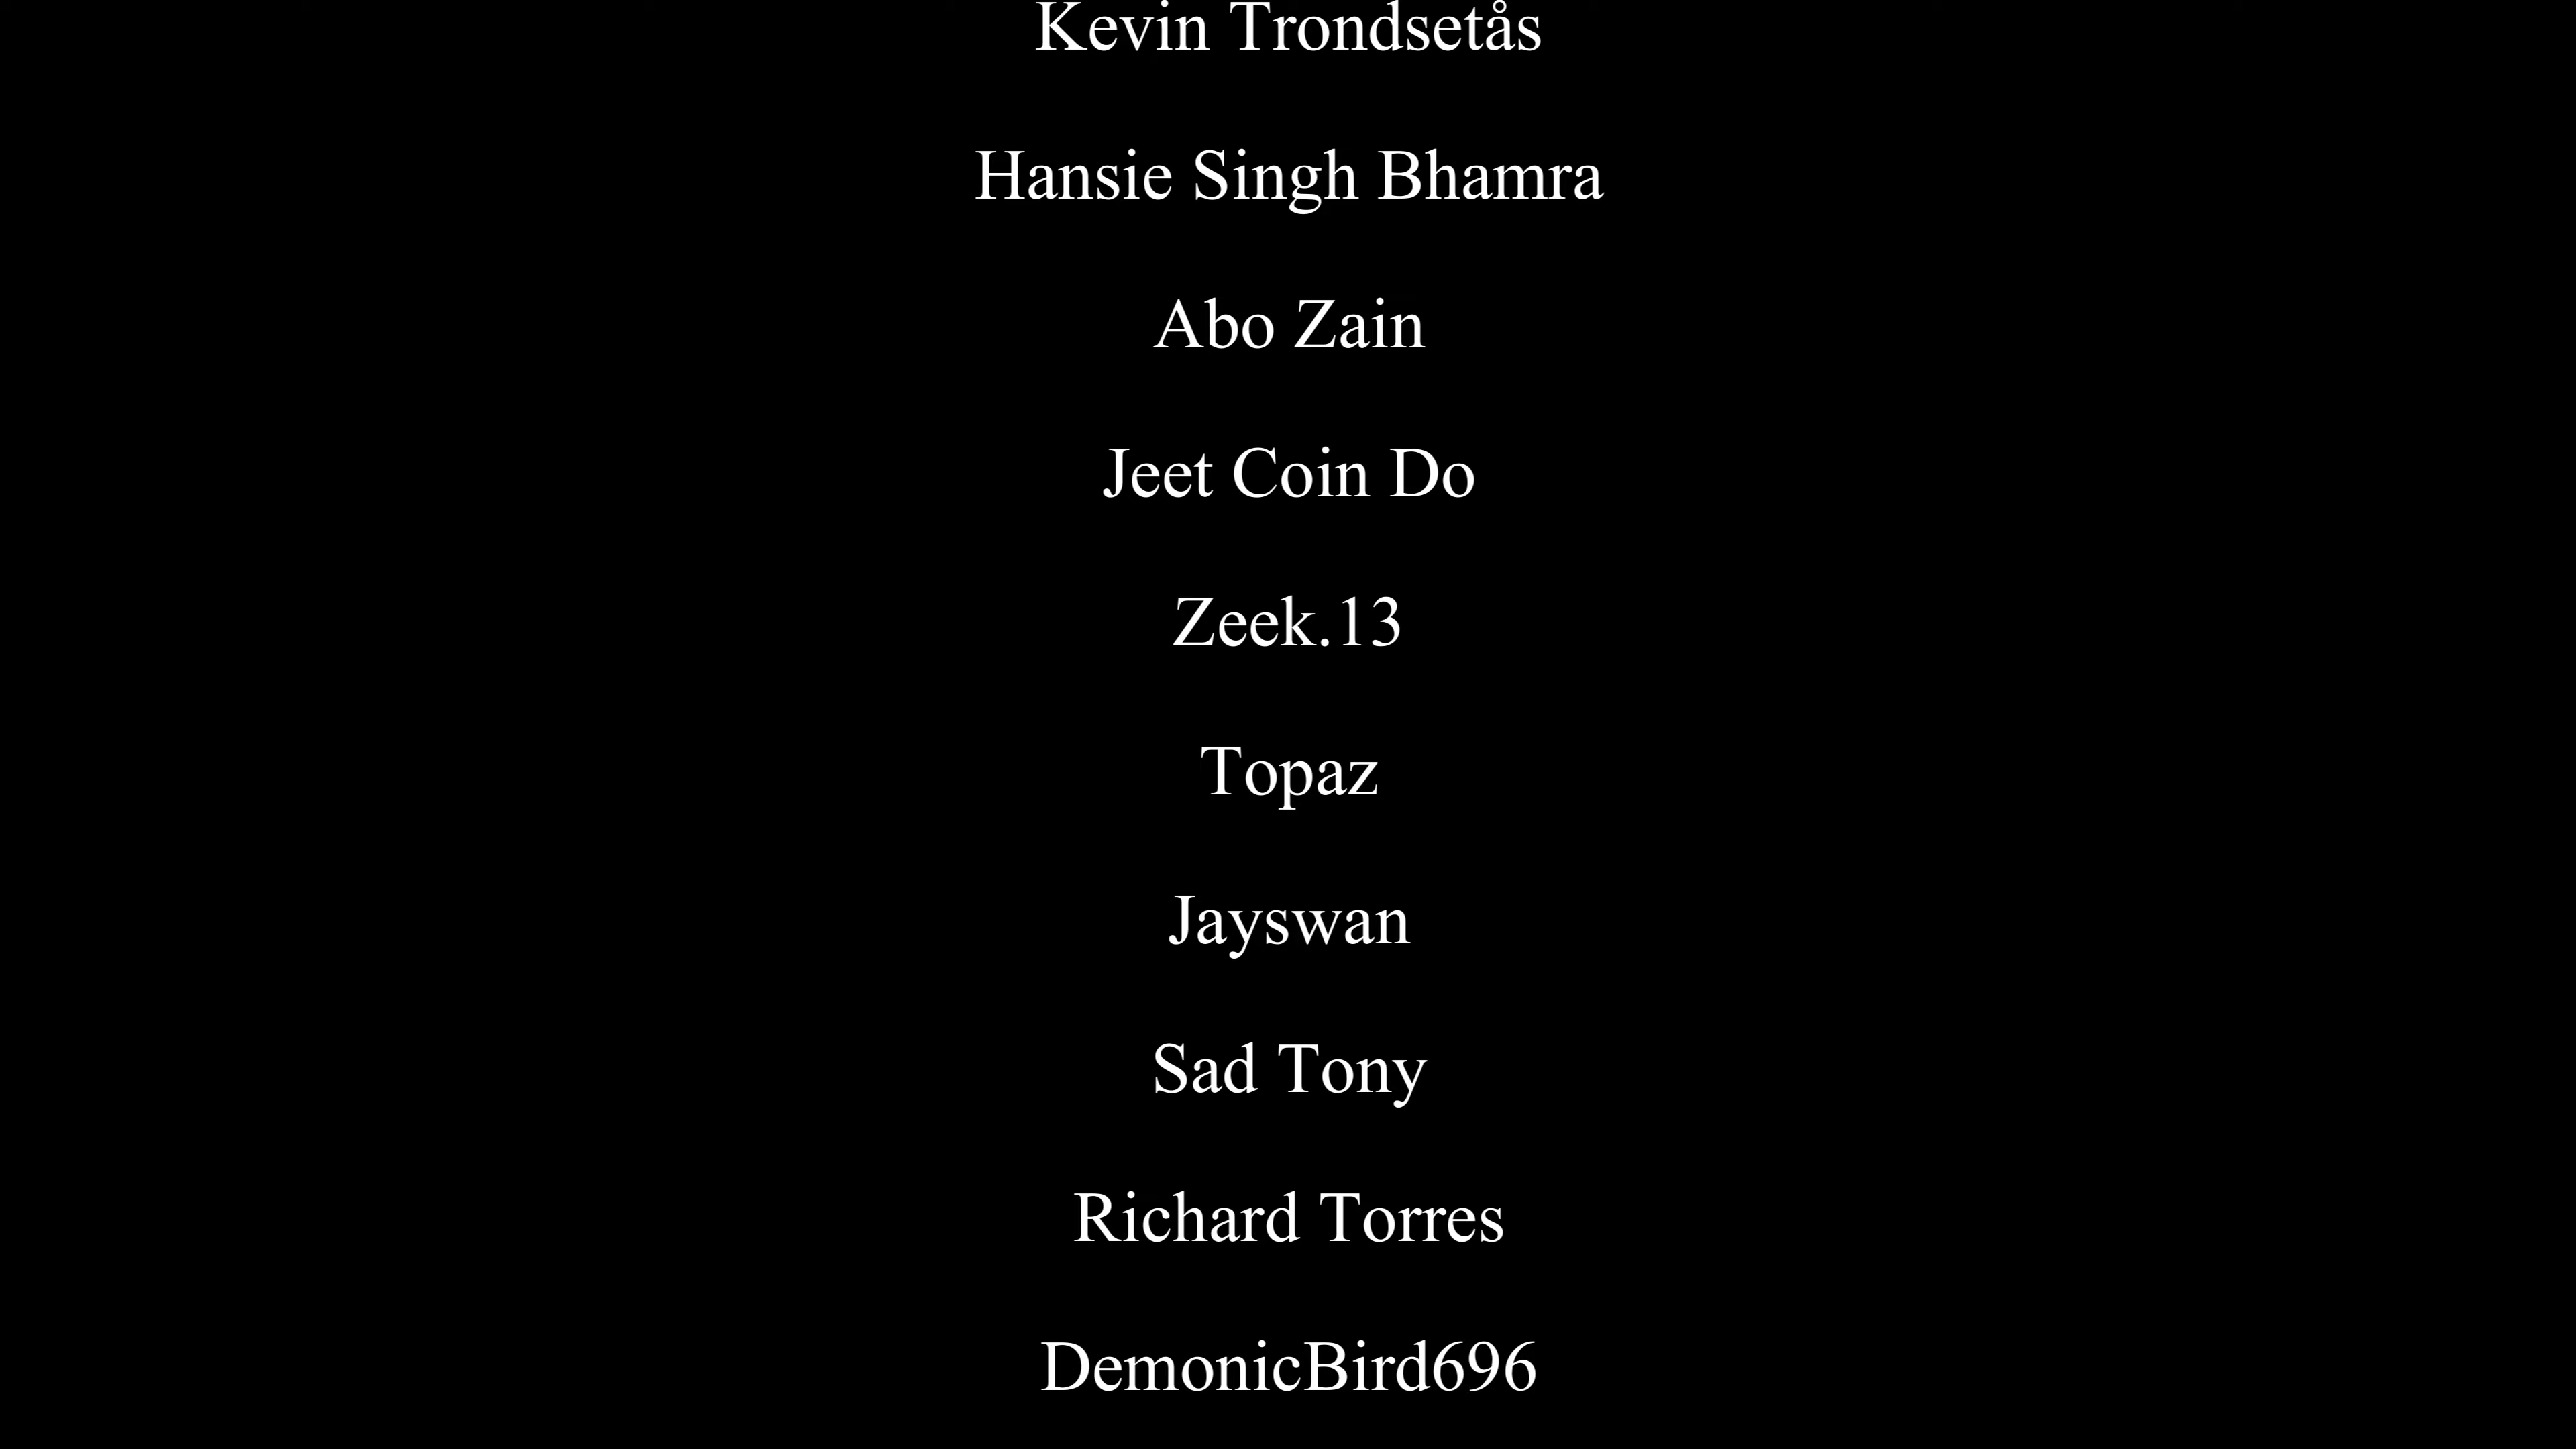 Kevin Trondsetås
Hansie Singh Bhamra
Abo Zain
Jeet Coin Do
Zeek.13
Topaz
Jayswan
Sad Tony
Richard Torres
DemonicBird696